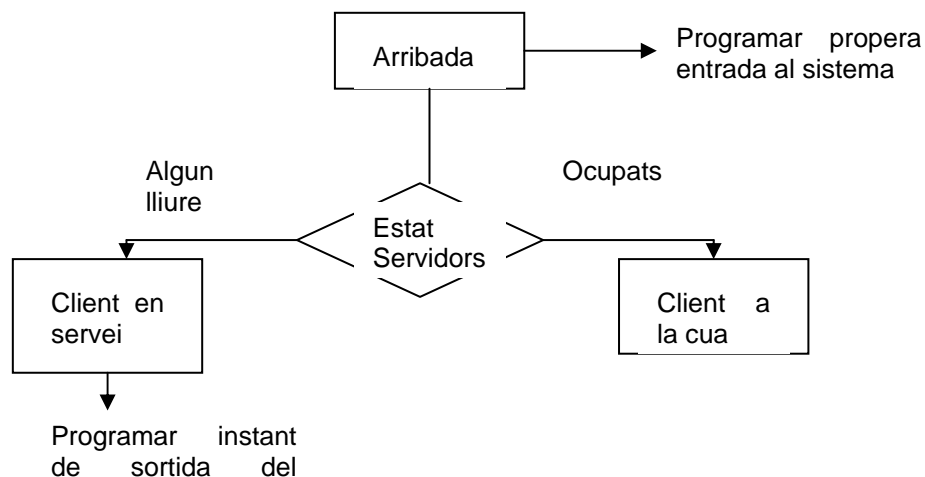 Arribada
Programar propera
entrada al sistema
Algun
lliure
Ocupats
Estat
Servidors
Client en
servei
Client a
la cua
Programar instant
de sortida del